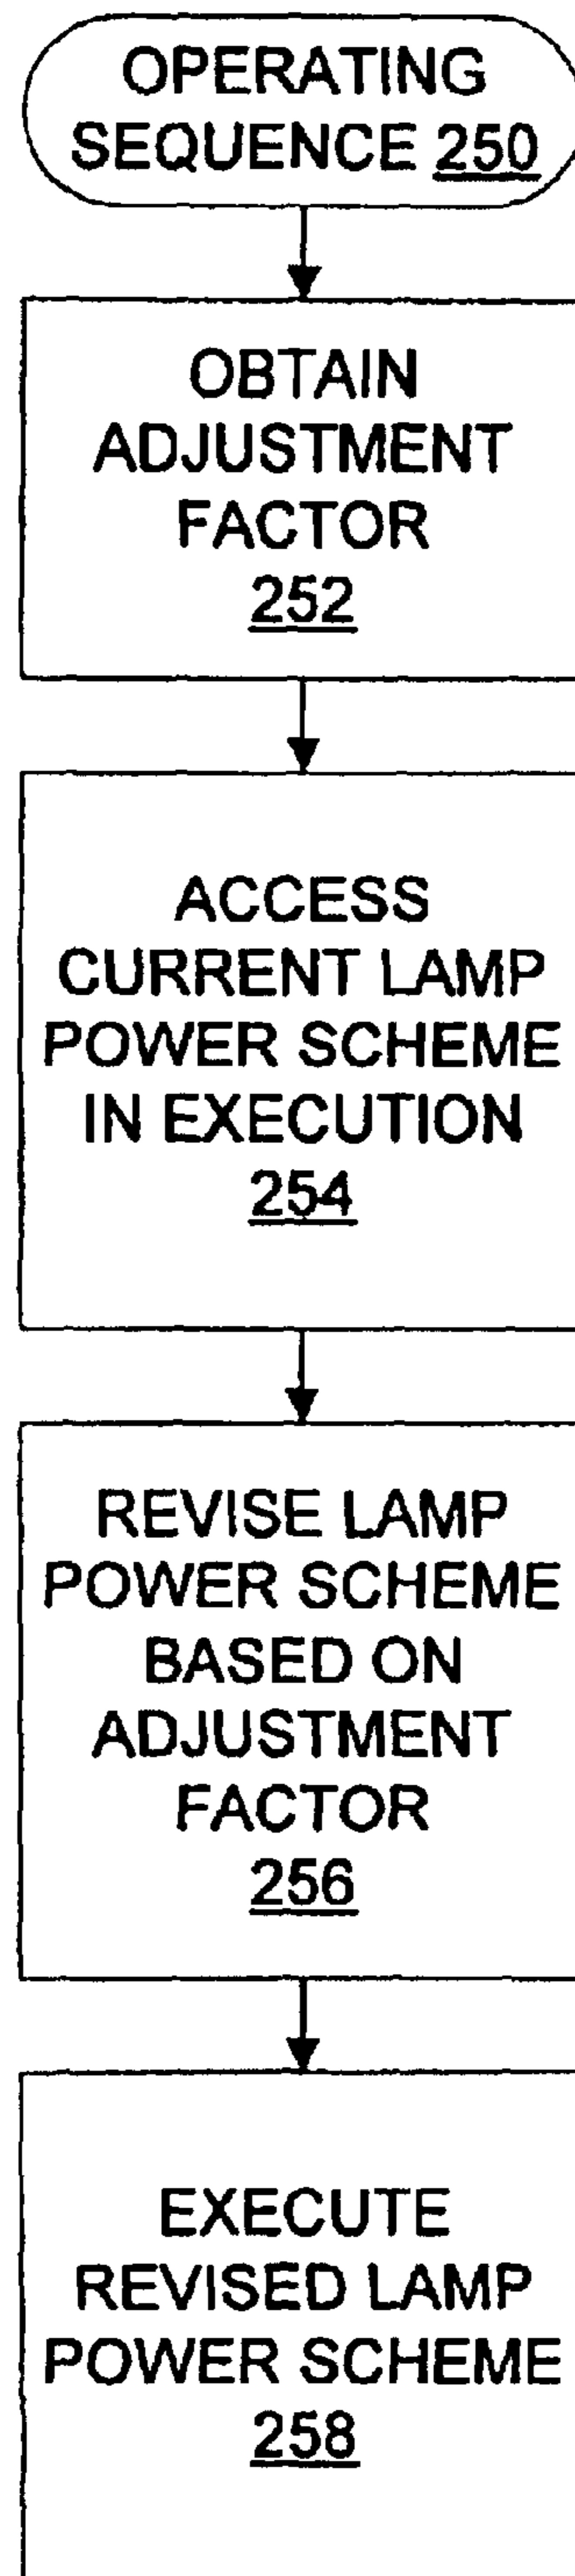 OPERATING
SEQUENCE 250
OBTAIN
ADJUSTMENT
FACTOR
252
ACCESS
CURRENT LAMP
POWER SCHEME
IN EXECUTION
254
REVISE LAMP
POWER SCHEME
BASED ON
ADJUSTMENT
FACTOR
256
EXECUTE
REVISED LAMP
POWER SCHEME
258